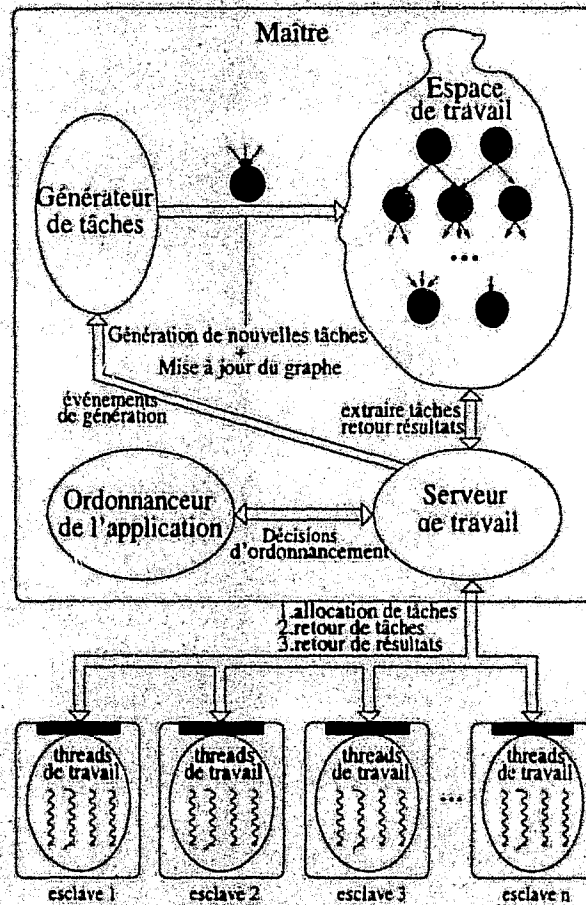 Maître
Espace
de travail
Générateur
de tâches
...
Génération de nouvelles tâches
+
Mise à jour du graphe
événements
de génération
extraire tâches
retour résultats
Ordonnanceur
de l'application
Serveur
de travail
Décisions
d'ordonnancement
1.allocation de tâches
2.retour de tâches
3.retour de résultats
threads
de travail
threads
de travail
threads
de travail
...
threads
de travail
esclave 1
esclave 2
esclave 3
esclave n